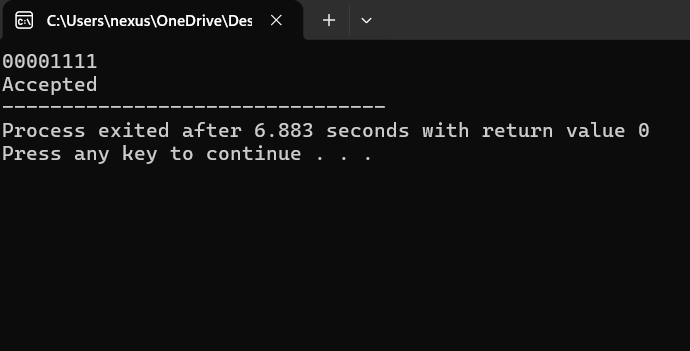 C:\Users\nexus\OneDrive\Des
00001111
Accepted
--------------------------------
Process exited after 6.883 seconds with return value 0
Press any key to continue . . .